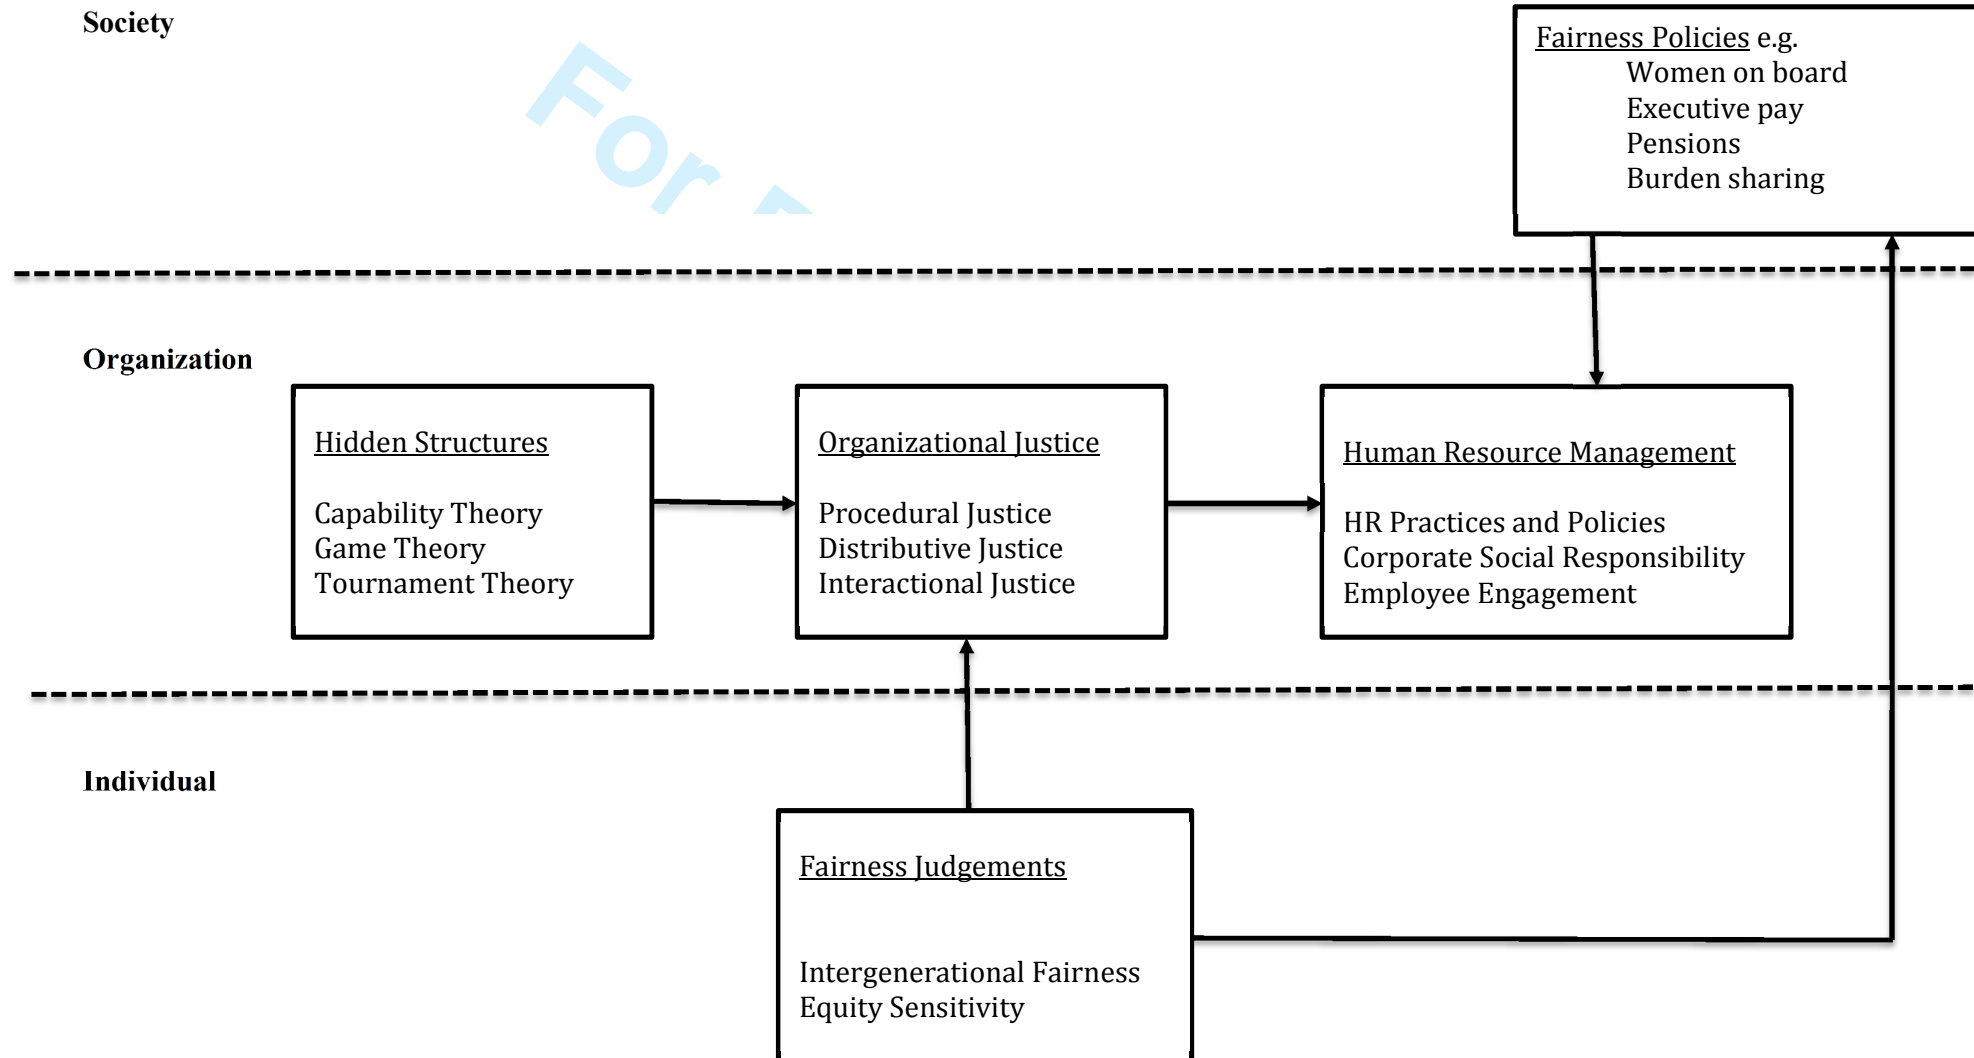 Society
Fairness Policies e.g.
Women on board
Executive pay
Pensions
Burden sharing
For
Organization
Hidden Structures
Capability Theory
Game Theory
Tournament Theory
Organizational Justice
Procedural Justice
Distributive Justice
Interactional Justice
Human Resource Management
HR Practices and Policies
Corporate Social Responsibility
Employee Engagement
Individual
Fairness Judgements
Intergenerational Fairness
Equity Sensitivity